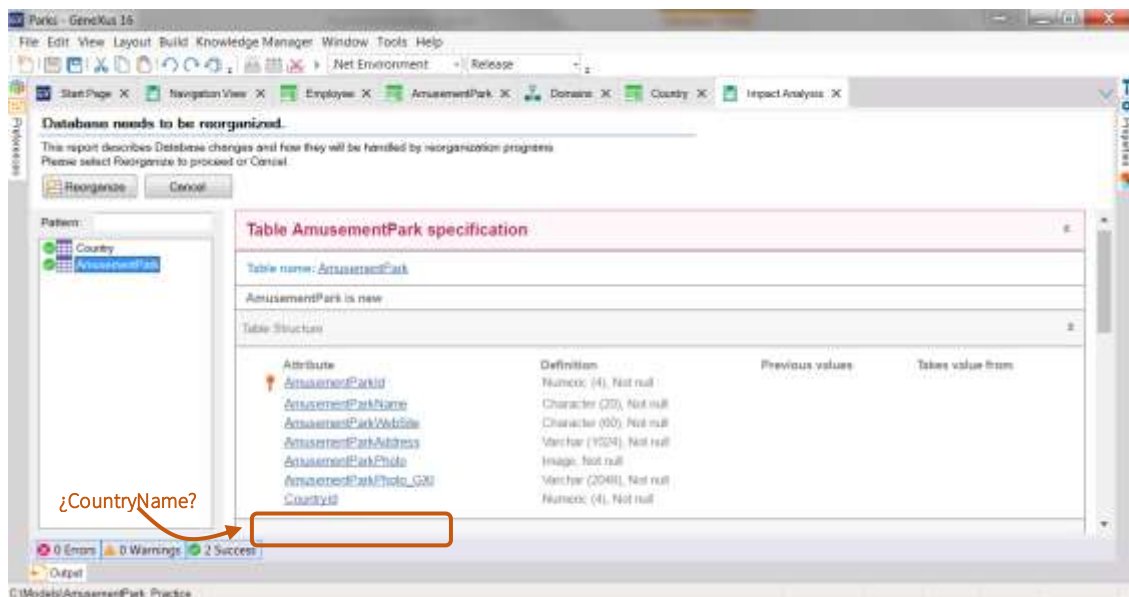 Parks - GeneXus 16
File Edit View Layout Build Knowledge Manager Window Tools Help
.Net Environment Release
Start Page X Navigation View X Employee X AmusementPark X Domains X Country X Impact Analysis X
Preferences
Properties
Database needs to be reorganized.
This report describes Database changes and how they will be handled by reorganization programs
Please select Reorganize to proceed or Cancel
Reorganize Cancel
Pattern:
Country
AmusementPark
Table AmusementPark specification
Table name: AmusementPark
AmusementPark is new
Table Structure
Attribute Definition Previous values Takes value from
AmusementParkId Numeric (4), Not null
AmusementParkName Character (20), Not null
AmusementParkWebSite Character (60), Not null
AmusementParkAddress Varchar (1024), Not null
AmusementParkPhoto Image, Not null
AmusementParkPhoto_GXI Varchar (2048), Not null
CountryId Numeric (4), Not null
¿CountryName?
0 Errors 0 Warnings 2 Success
Output
C:\Models\AmusementPark_Practice